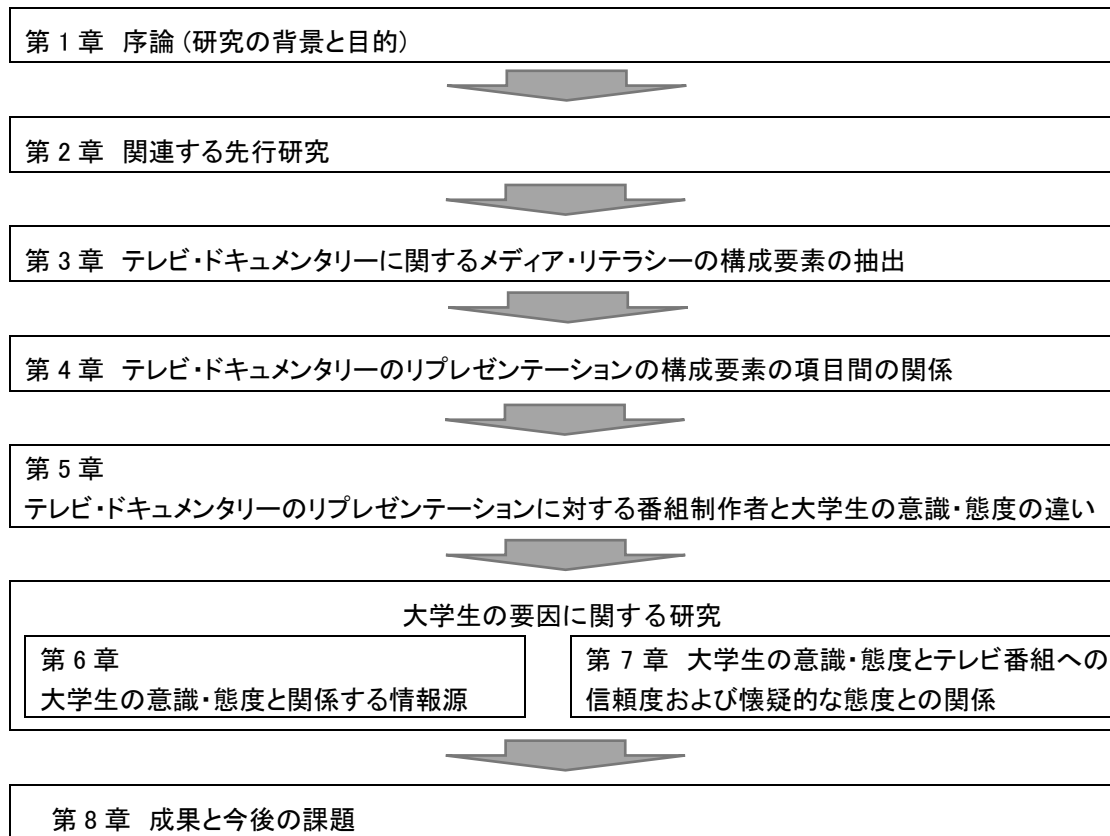 第 1 章 序論 (研究の背景と目的)
第 2 章 関連する先行研究
第 3 章 テレビ・ドキュメンタリーに関するメディア・リテラシーの構成要素の抽出
第 4 章 テレビ・ドキュメンタリーのリプレゼンテーションの構成要素の項目間の関係
第 5 章
テレビ・ドキュメンタリーのリプレゼンテーションに対する番組制作者と大学生の意識・態度の違い
大学生の要因に関する研究
第 6 章
大学生の意識・態度と関係する情報源
第 7 章 大学生の意識・態度とテレビ番組への
信頼度および懐疑的な態度との関係
第 8 章 成果と今後の課題